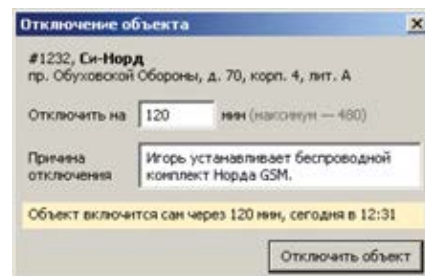 Отключение объекта
#1232, Си-Норд
пр. Обуховской Обороны, д. 70, корп. 4, лит. А
Отключить на 120 мин (максимум — 480)
Причина отключения
Игорь устанавливает беспроводной
комплект Норда GSM.
Объект включится сам через 120 мин, сегодня в 12:31
Отключить объект